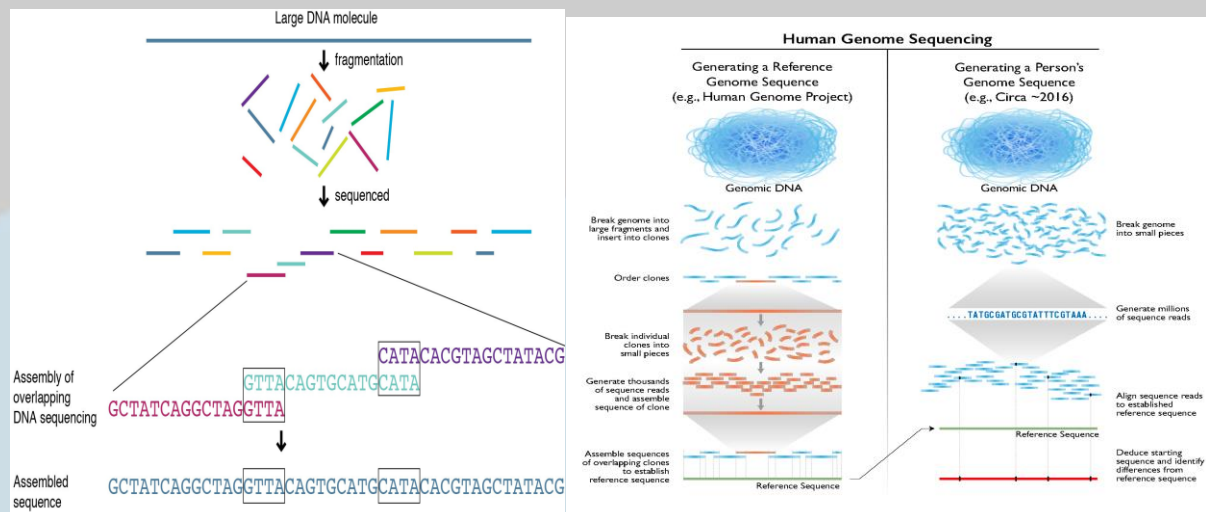 Large DNA molecule
fragmentation
sequenced
CATACACGTAGCTATACG
GTTACAGTGCATGCATA
GCTATCAGGCTAGGTTA
Assembly of
overlapping
DNA sequencing
Assembled
sequence
GCTATCAGGCTAGGTTACAGTGCATGCATACACGTAGCTATACG
Human Genome Sequencing
Generating a Reference
Genome Sequence
(e.g., Human Genome Project)
Genomic DNA
Break genome into
large fragments and
insert into clones
Order clones
Break individual
clones into
small pieces
Generate thousands
of sequence reads
and assemble
sequence of clone
Assemble sequences
of overlapping clones
to establish
reference sequence
Reference Sequence
Generating a Person's
Genome Sequence
(e.g., Circa ~2016)
Genomic DNA
Break genome
into small pieces
Generate millions
of sequence reads
....TATGCGATGCGTATTTCGTAAA....
Align sequence reads
to established
reference sequence
Reference Sequence
Deduce starting
sequence and identify
differences from
reference sequence